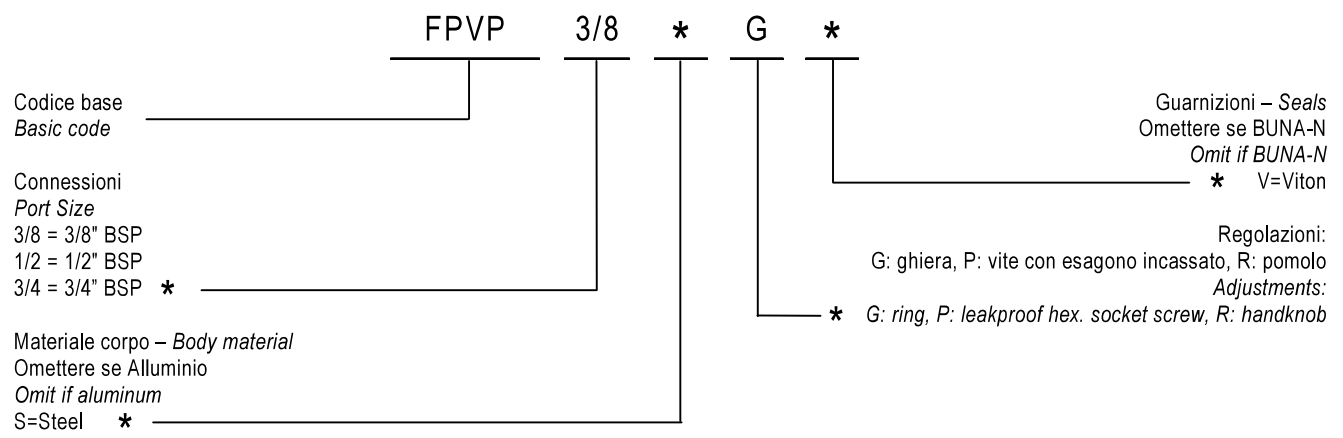 FPVP 3/8 * G *
Codice base
Basic code
Connessioni
Port Size
3/8 = 3/8" BSP
1/2 = 1/2" BSP
3/4 = 3/4” BSP *
Materiale corpo – Body material
Omettere se Alluminio
Omit if aluminum
S=Steel *
Guarnizioni – Seals
Omettere se BUNA-N
Omit if BUNA-N
* V=Viton
Regolazioni:
G: ghiera, P: vite con esagono incassato, R: pomolo
Adjustments:
* G: ring, P: leakproof hex. socket screw, R: handknob